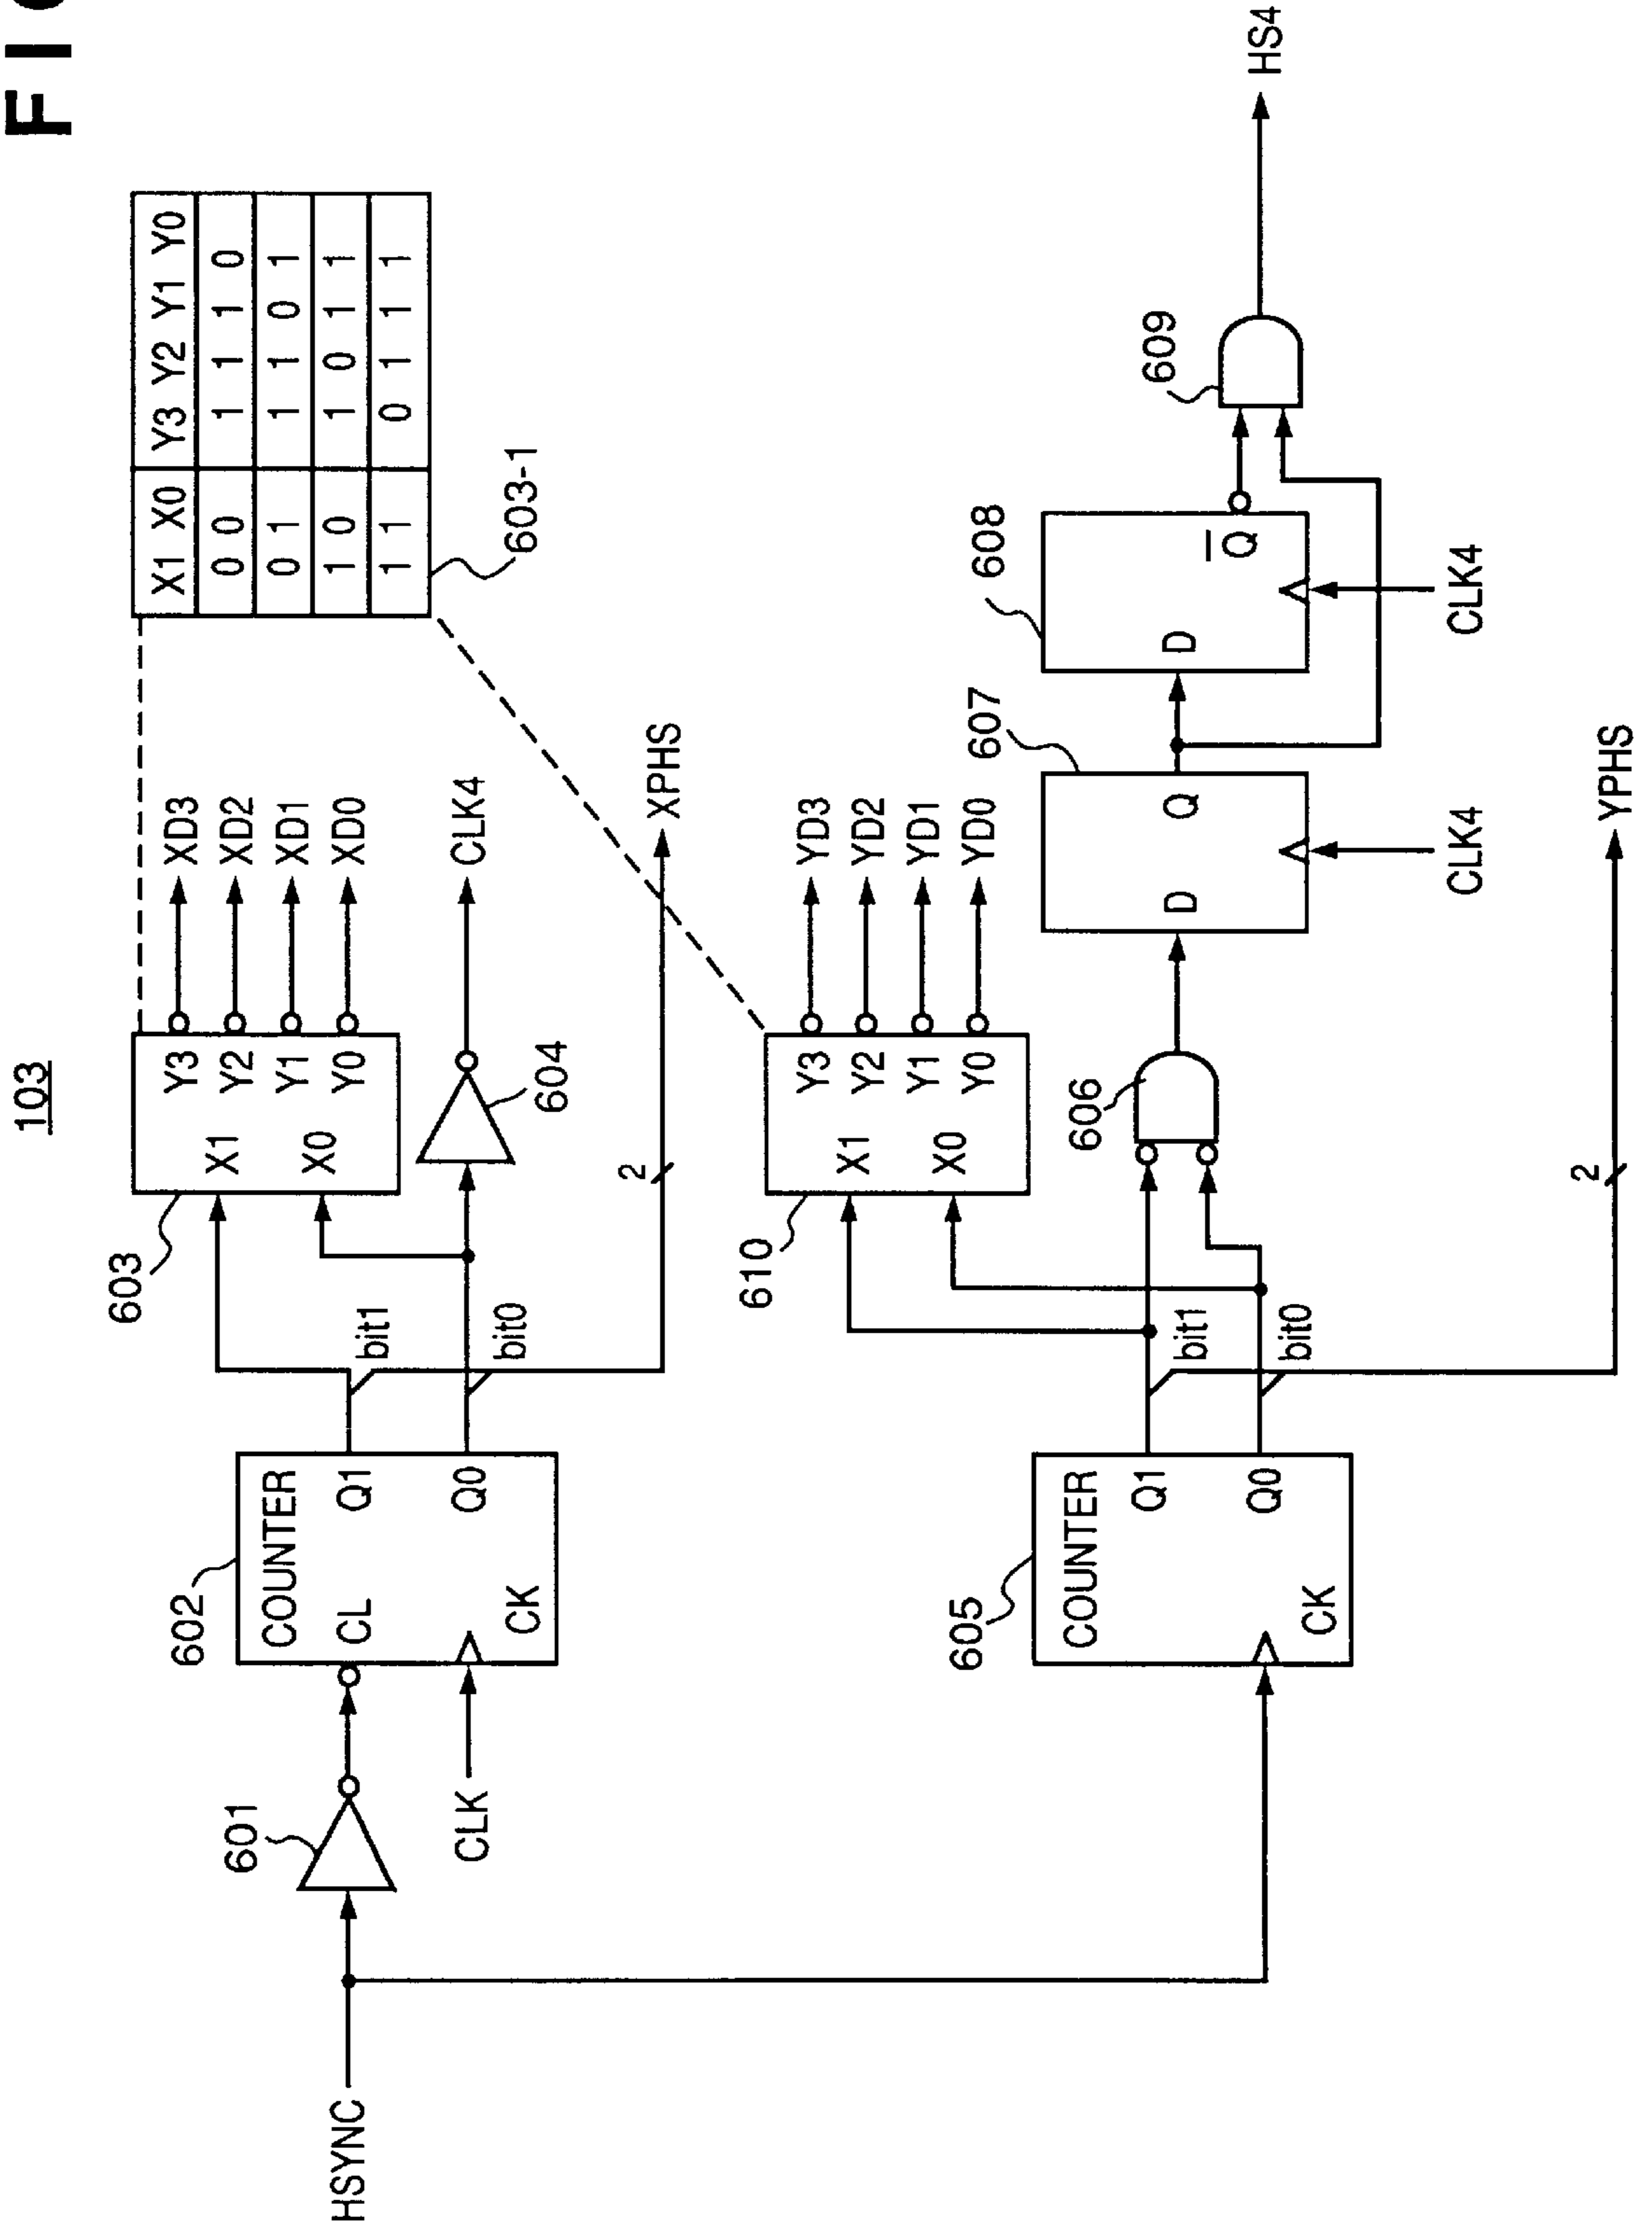 FI
103
X1 X0 Y3 Y2 Y1 Y0
0 0 1 1 1 0
0 1 1 1 0 1
1 0 1 0 1 1
1 1 0 1 1 1
603-1
HSYNC
601
CLK
602
COUNTER
CL
CK
Q1
Q0
bit1
bit0
603
X1
X0
Y3
Y2
Y1
Y0
XD3
XD2
XD1
XD0
604
CLK4
2
XPHS
605
COUNTER
CK
Q1
Q0
bit1
bit0
610
X1
X0
Y3
Y2
Y1
Y0
YD3
YD2
YD1
YD0
606
607
D
Q
CLK4
608
D
Q̅
CLK4
609
HS4
2
YPHS